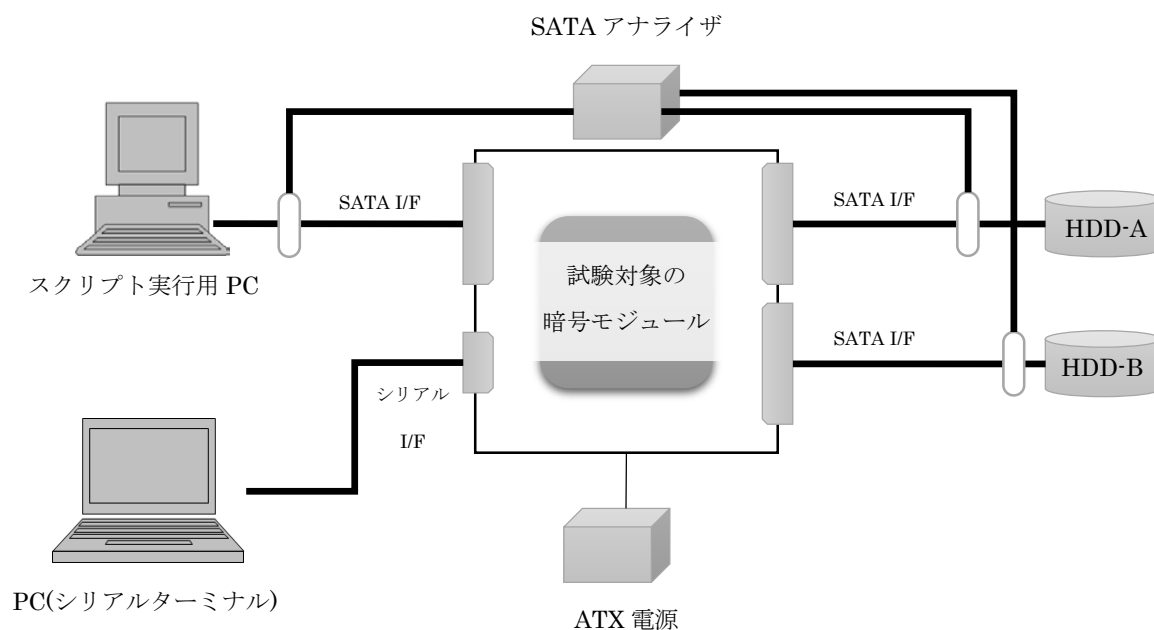 SATA アナライザ
SATA I/F
SATA I/F
HDD-A
スクリプト実行用 PC
試験対象の
暗号モジュール
SATA I/F
HDD-B
シリアル
I/F
PC(シリアルターミナル)
ATX 電源